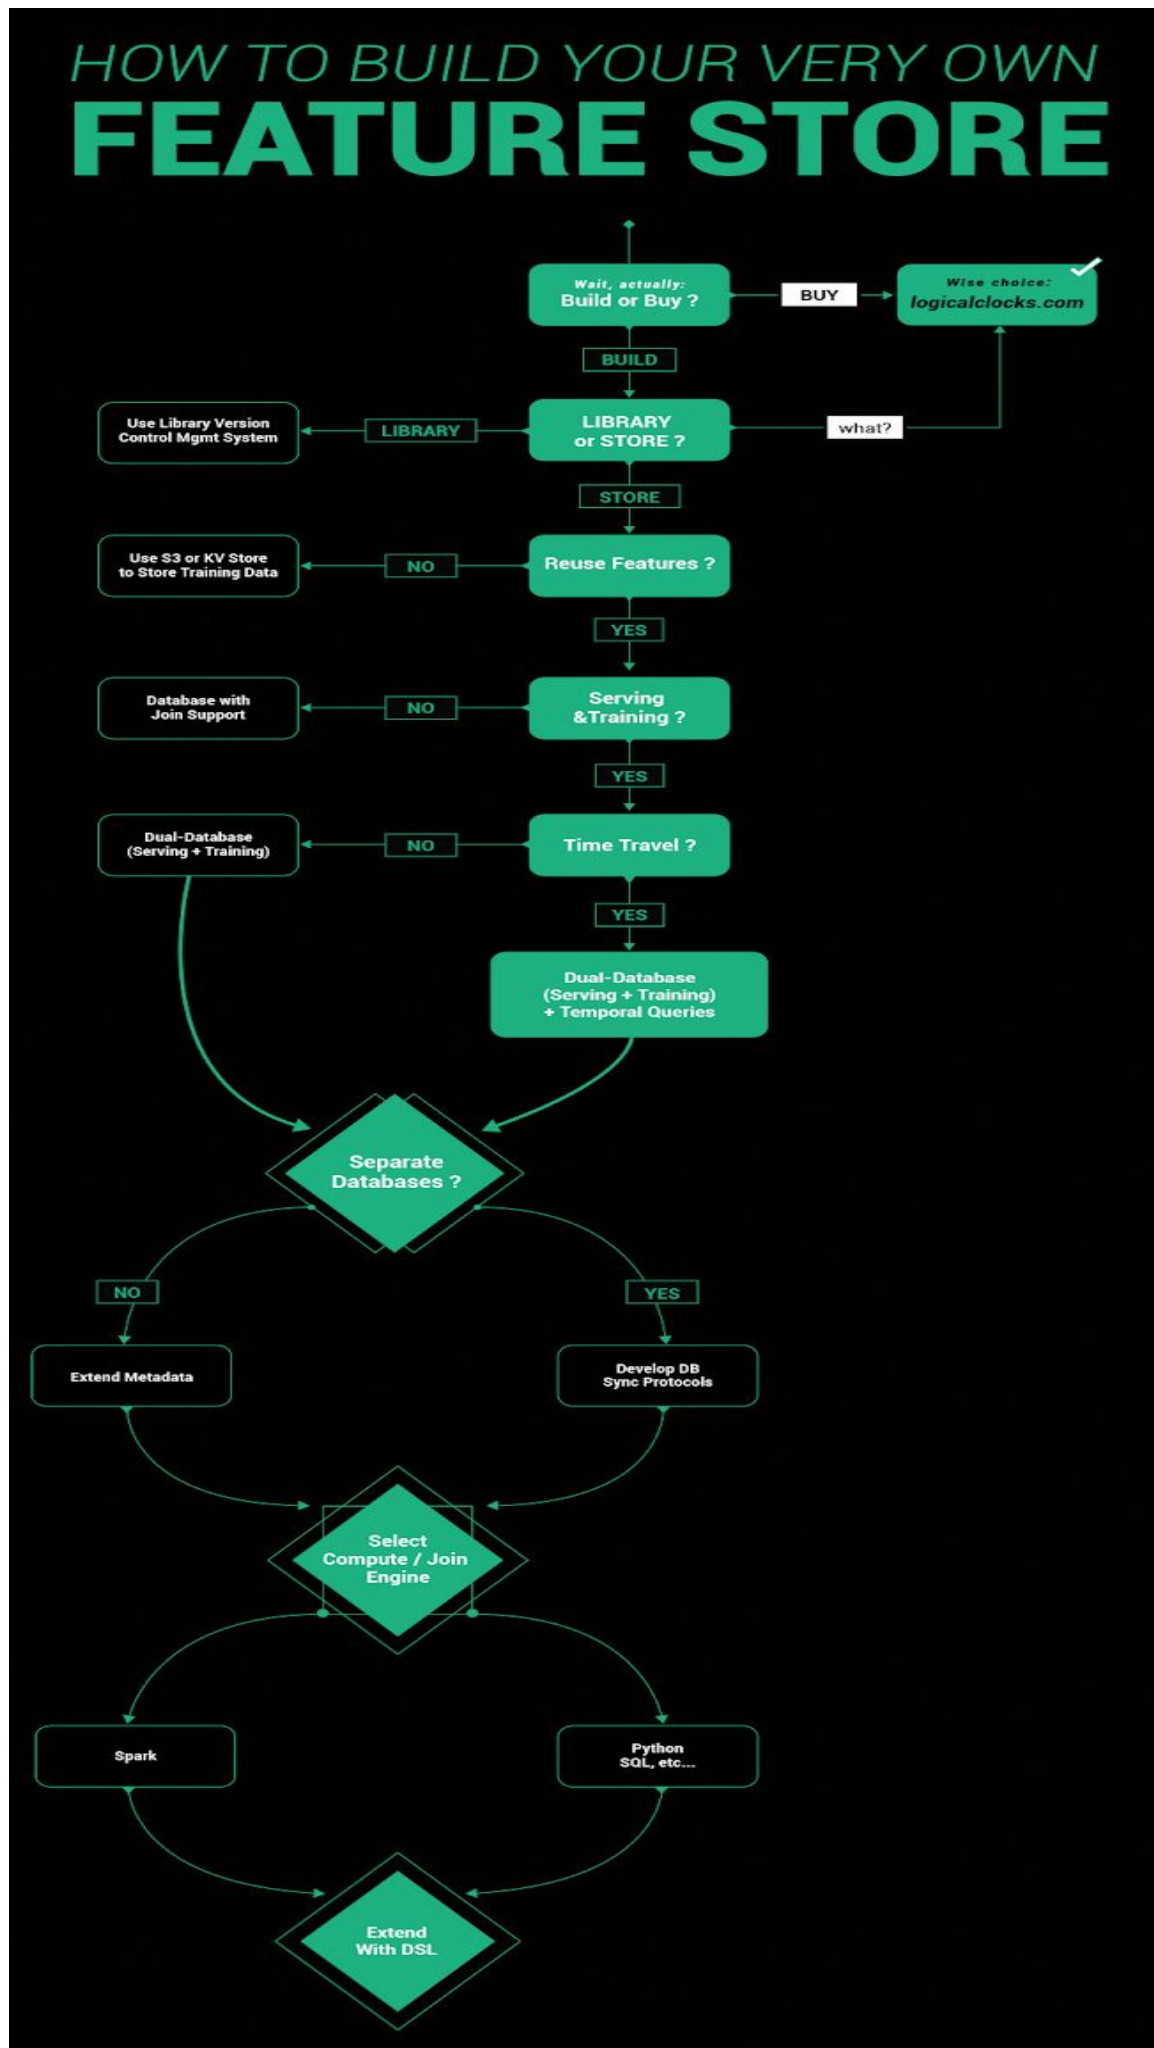 HOW TO BUILD YOUR VERY OWN
FEATURE STORE
Wait, actually:
Build or Buy ?
BUY
Wise choice:
logicalclocks.com
BUILD
Use Library Version
Control Mgmt System
LIBRARY
LIBRARY
or STORE ?
what?
STORE
Use S3 or KV Store
to Store Training Data
NO
Reuse Features ?
YES
Database with
Join Support
NO
Serving
&Training ?
YES
Dual-Database
(Serving + Training)
NO
Time Travel ?
YES
Dual-Database
(Serving + Training)
+ Temporal Queries
Separate
Databases ?
NO
YES
Extend Metadata
Develop DB
Sync Protocols
Select
Compute / Join
Engine
Spark
Python
SQL, etc...
Extend
With DSL